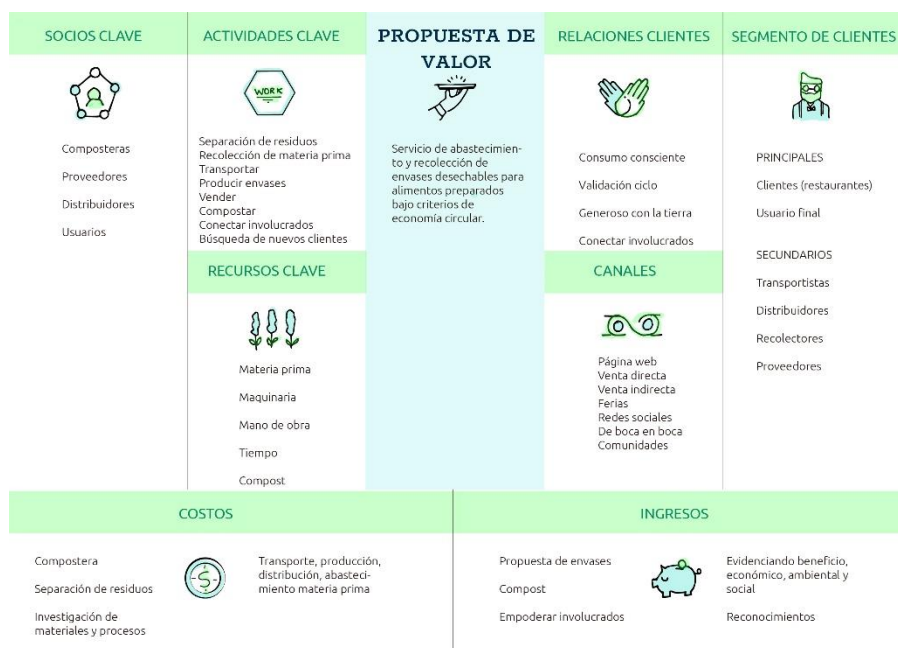 SOCIOS CLAVE
Composteras
Proveedores
Distribuidores
Usuarios
ACTIVIDADES CLAVE
WORK
Separación de residuos
Recolección de materia prima
Transportar
Producir envases
Vender
Compostar
Conectar involucrados
Búsqueda de nuevos clientes
RECURSOS CLAVE
Materia prima
Maquinaria
Mano de obra
Tiempo
Compost
PROPUESTA DE
VALOR
Servicio de abastecimien-
to y recolección de
envases desechables para
alimentos preparados
bajo criterios de
economía circular.
RELACIONES CLIENTES
Consumo consciente
Validación ciclo
Generoso con la tierra
Conectar involucrados
CANALES
Página web
Venta directa
Venta indirecta
Ferias
Redes sociales
De boca en boca
Comunidades
SEGMENTO DE CLIENTES
PRINCIPALES
Clientes (restaurantes)
Usuario final
SECUNDARIOS
Transportistas
Distribuidores
Recolectores
Proveedores
COSTOS
Compostera
Separación de residuos
Investigación de
materiales y procesos
$
Transporte, producción,
distribución, abasteci-
miento materia prima
INGRESOS
Propuesta de envases
Compost
Empoderar involucrados
Evidenciando beneficio,
económico, ambiental y
social
Reconocimientos